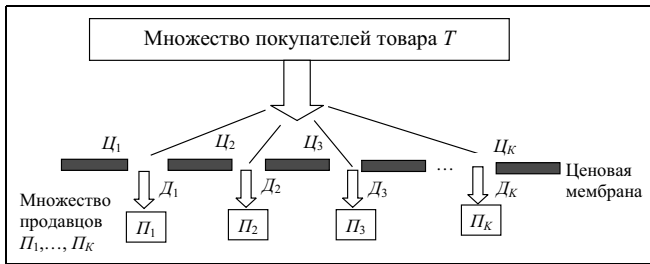 Множество покупателей товара T
Ц1 Ц2 Ц3 ЦK
...
Ценовая
мембрана
Д1 Д2 Д3 ДK
Множество
продавцов
П1,..., ПK
П1 П2 П3 ПK